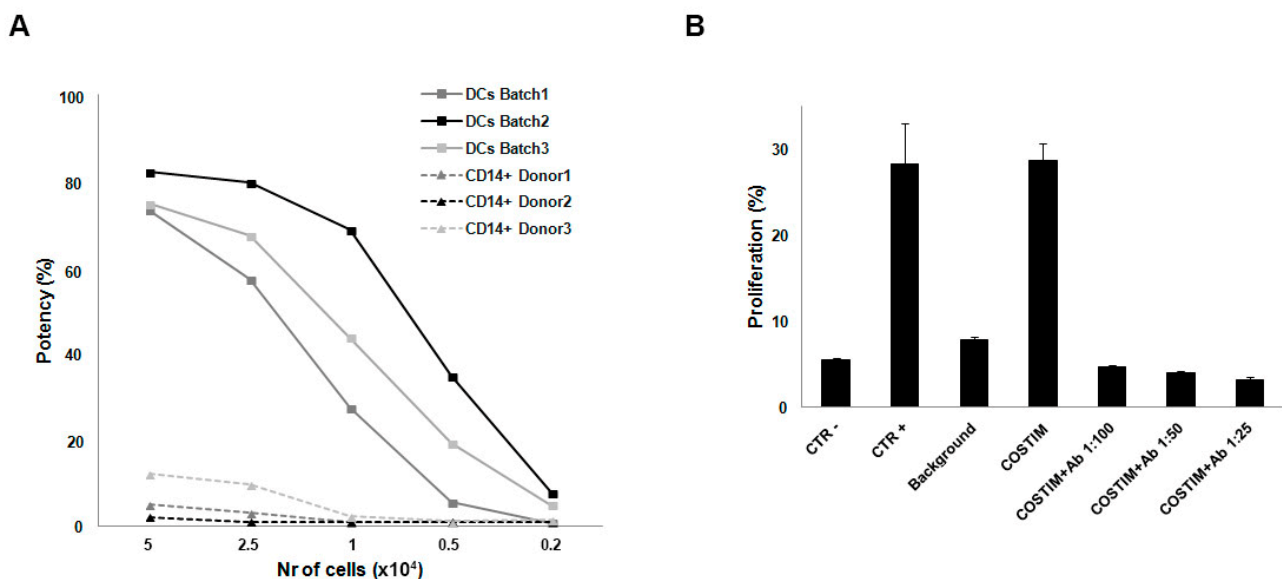 A
B
Potency (%)
100
80
60
40
20
0
5
2.5
1
0.5
0.2
Nr of cells (x10⁴)
DCs Batch1
DCs Batch2
DCs Batch3
CD14+ Donor1
CD14+ Donor2
CD14+ Donor3
Proliferation (%)
30
20
10
0
CTR -
CTR +
Background
COSTIM
COSTIM+Ab 1:100
COSTIM+Ab 1:50
COSTIM+Ab 1:25